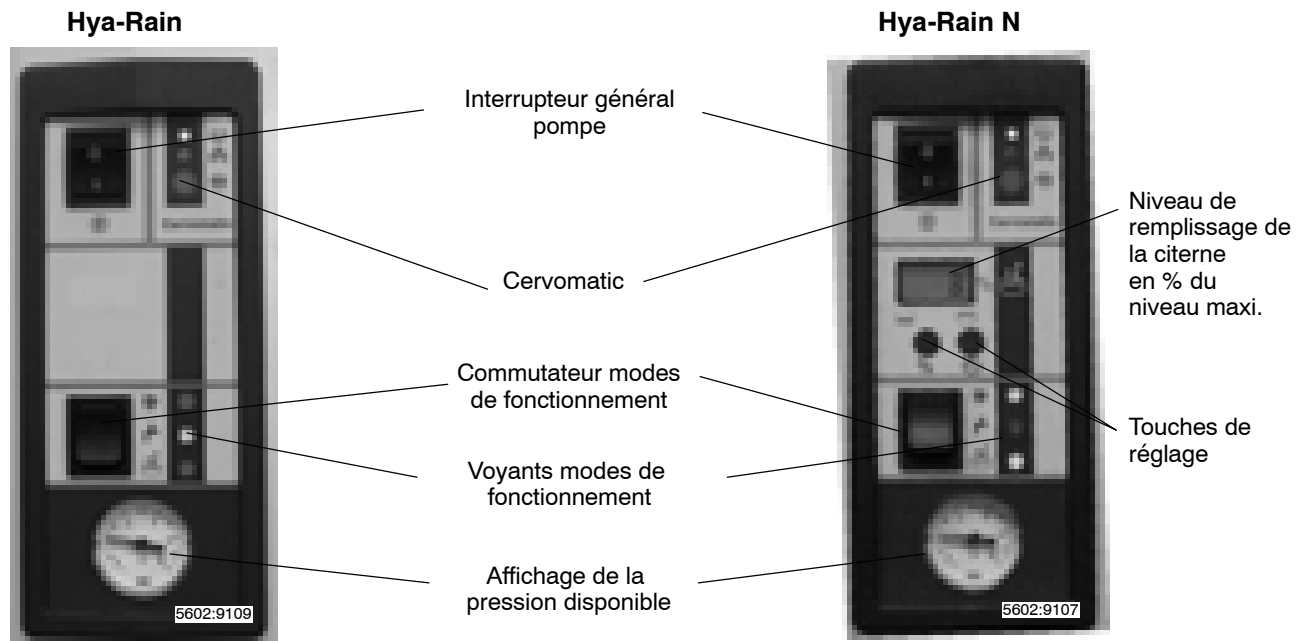 Hya-Rain
Hya-Rain N
Interrupteur général
pompe
Niveau de
remplissage de
la citerne
en % du
niveau maxi.
Cervomatic
Commutateur modes
de fonctionnement
Touches de
réglage
Voyants modes de
fonctionnement
Affichage de la
pression disponible
5602:9109
5602:9107